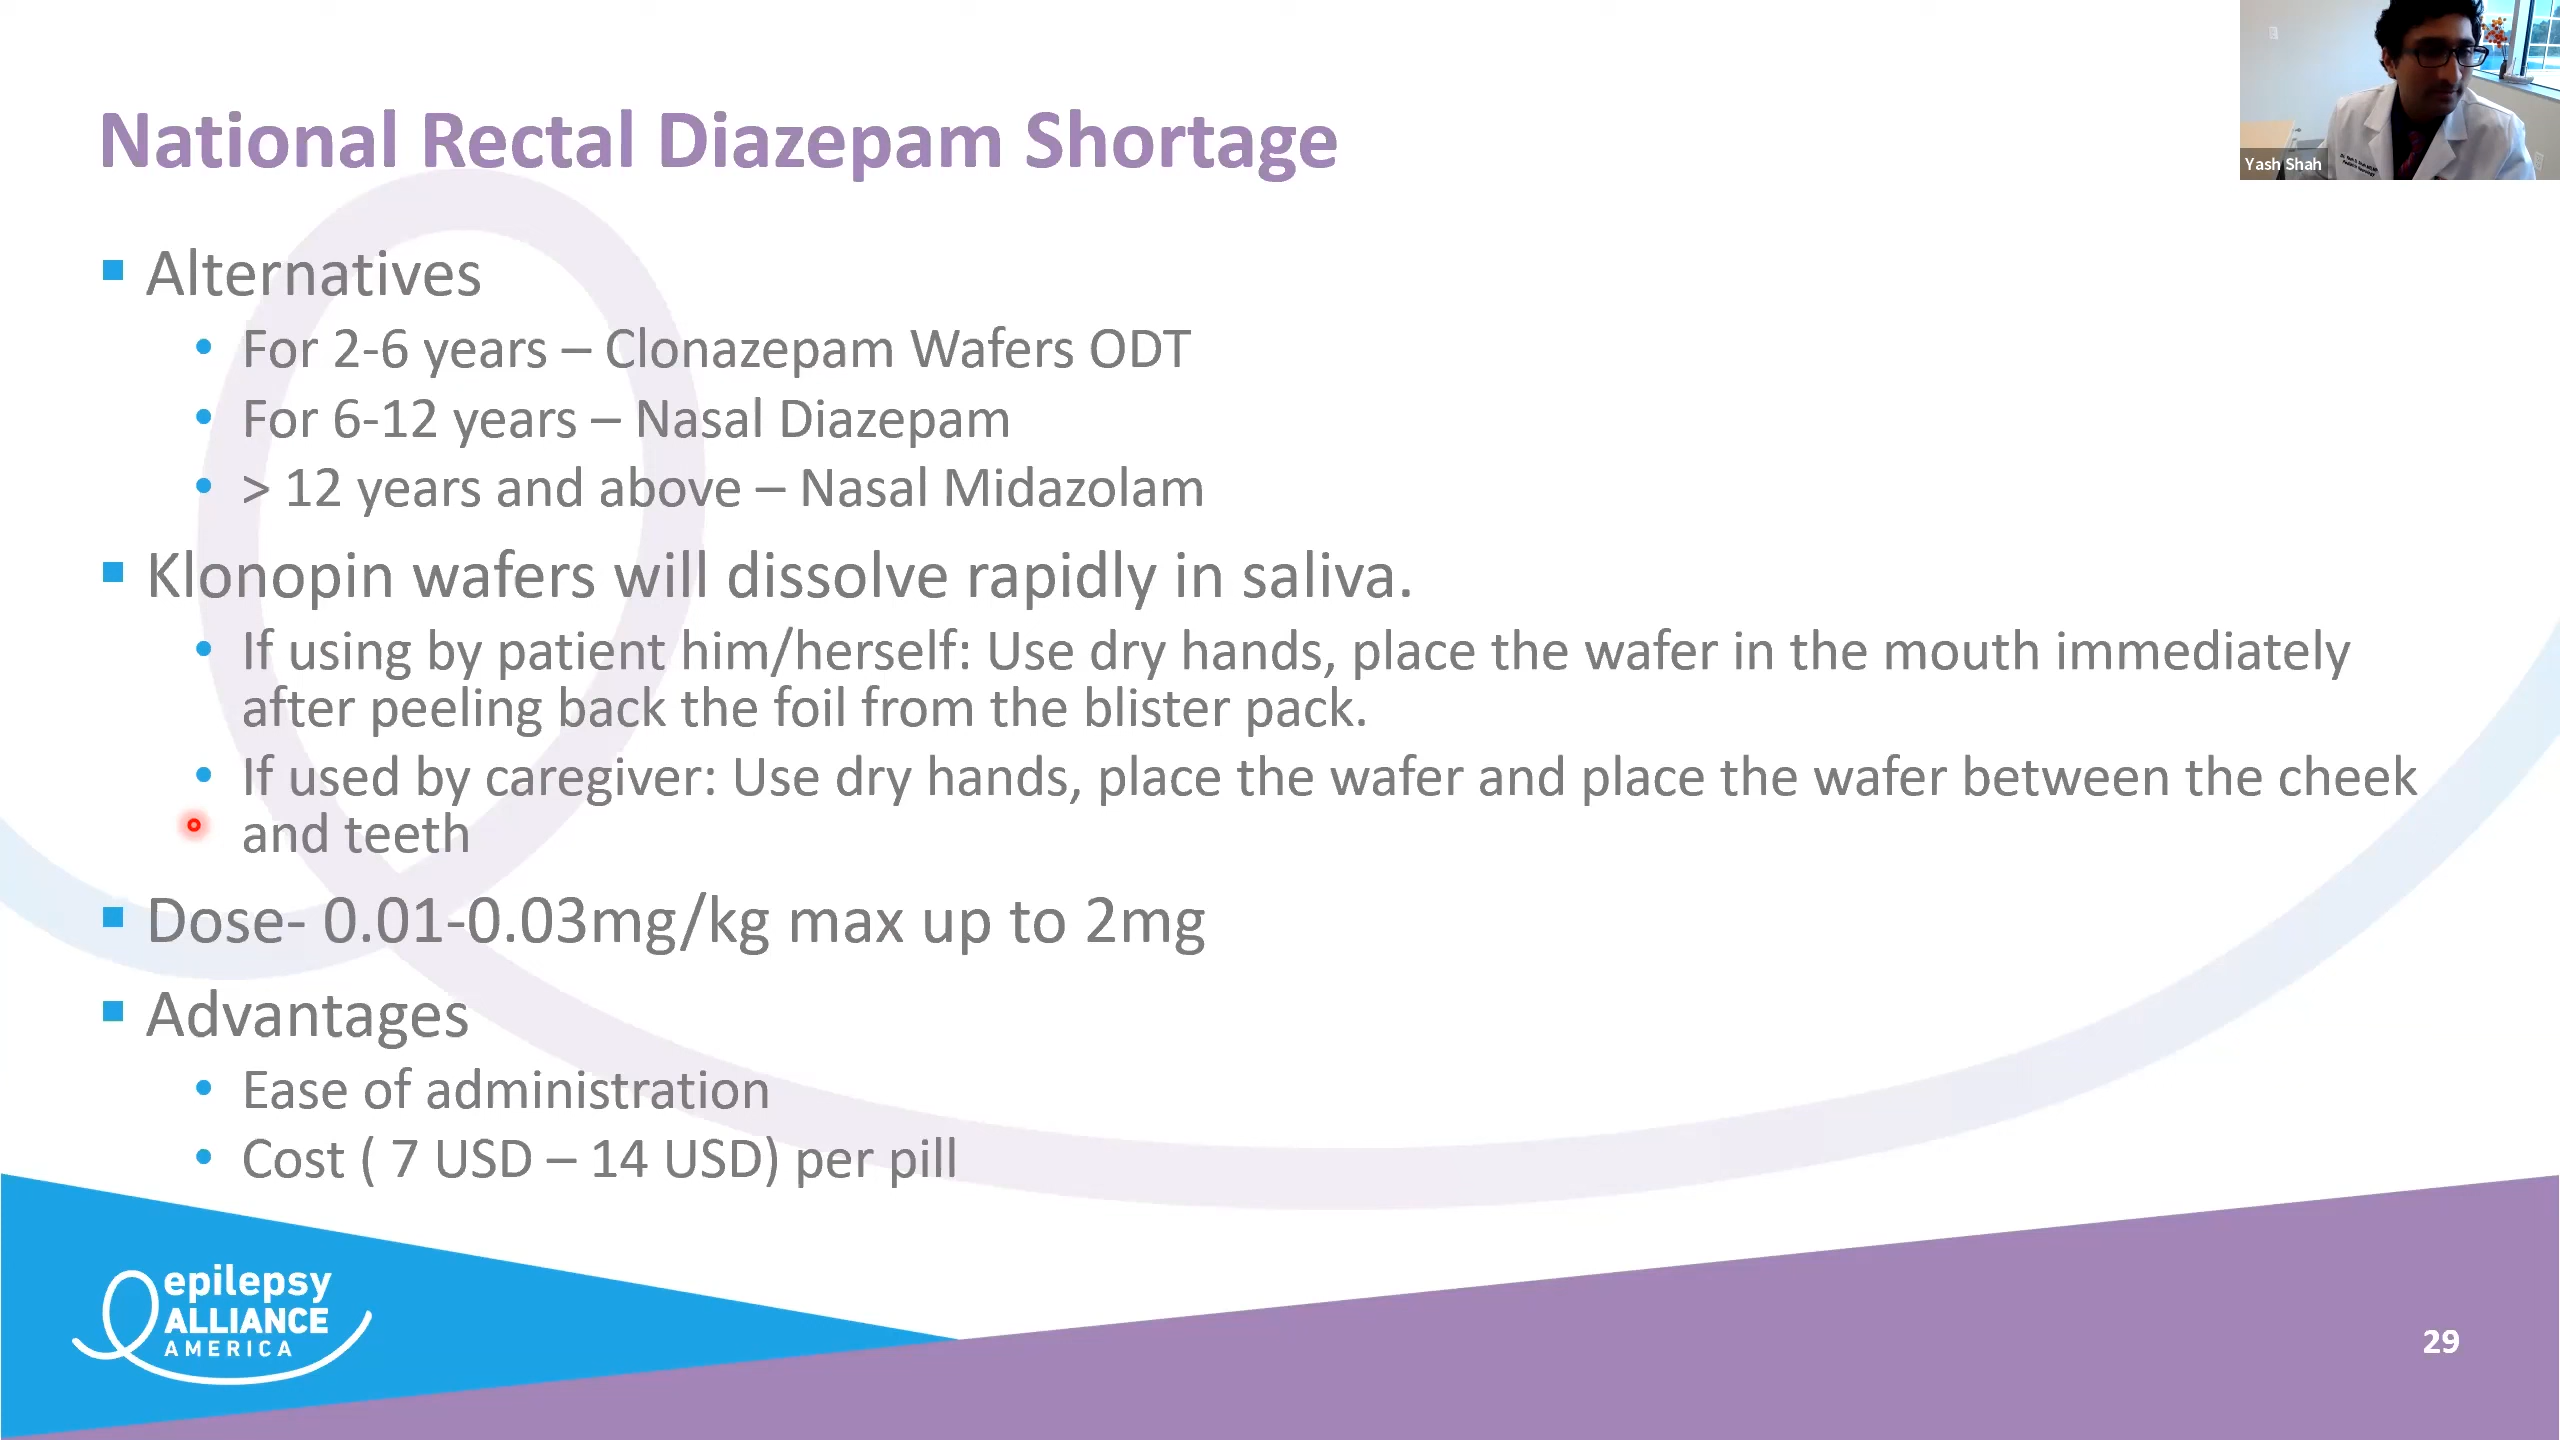 National Rectal Diazepam Shortage
Yash Shah
Alternatives
For 2-6 years – Clonazepam Wafers ODT
For 6-12 years – Nasal Diazepam
> 12 years and above – Nasal Midazolam
Klonopin wafers will dissolve rapidly in saliva.
If using by patient him/herself: Use dry hands, place the wafer in the mouth immediately
after peeling back the foil from the blister pack.
If used by caregiver: Use dry hands, place the wafer and place the wafer between the cheek
and teeth
Dose- 0.01-0.03mg/kg max up to 2mg
Advantages
Ease of administration
Cost ( 7 USD – 14 USD) per pill
epilepsy
ALLIANCE
AMERICA
29